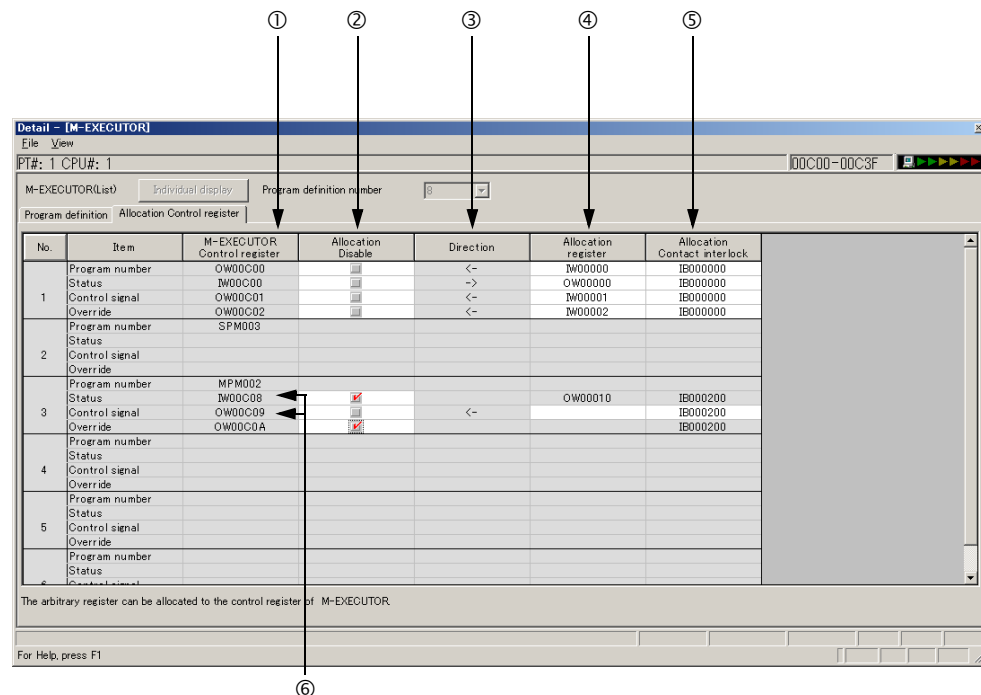 ① ② ③ ④ ⑤
Detail - [M-EXECUTOR]
File View
PT#: 1 CPU#: 1 00C00-00C3F
M-EXECUTOR(List) Individual display Program definition number 8
Program definition Allocation Control register
No. Item M-EXECUTOR Control register Allocation Disable Direction Allocation register Allocation Contact interlock
1
Program number OW00C00 <- IW00000 IB000000
Status IW00C00 -> OW00000 IB000000
Control signal OW00C01 <- IW00001 IB000000
Override OW00C02 <- IW00002 IB000000
2
Program number SPM003
Status
Control signal
Override
3
Program number MPM002
Status IW00C08 OW00010 IB000200
Control signal OW00C09 <- IB000200
Override OW00C0A IB000200
4
Program number
Status
Control signal
Override
5
Program number
Status
Control signal
Override
Program number
Status
The arbitrary register can be allocated to the control register of M-EXECUTOR.
For Help, press F1
⑥